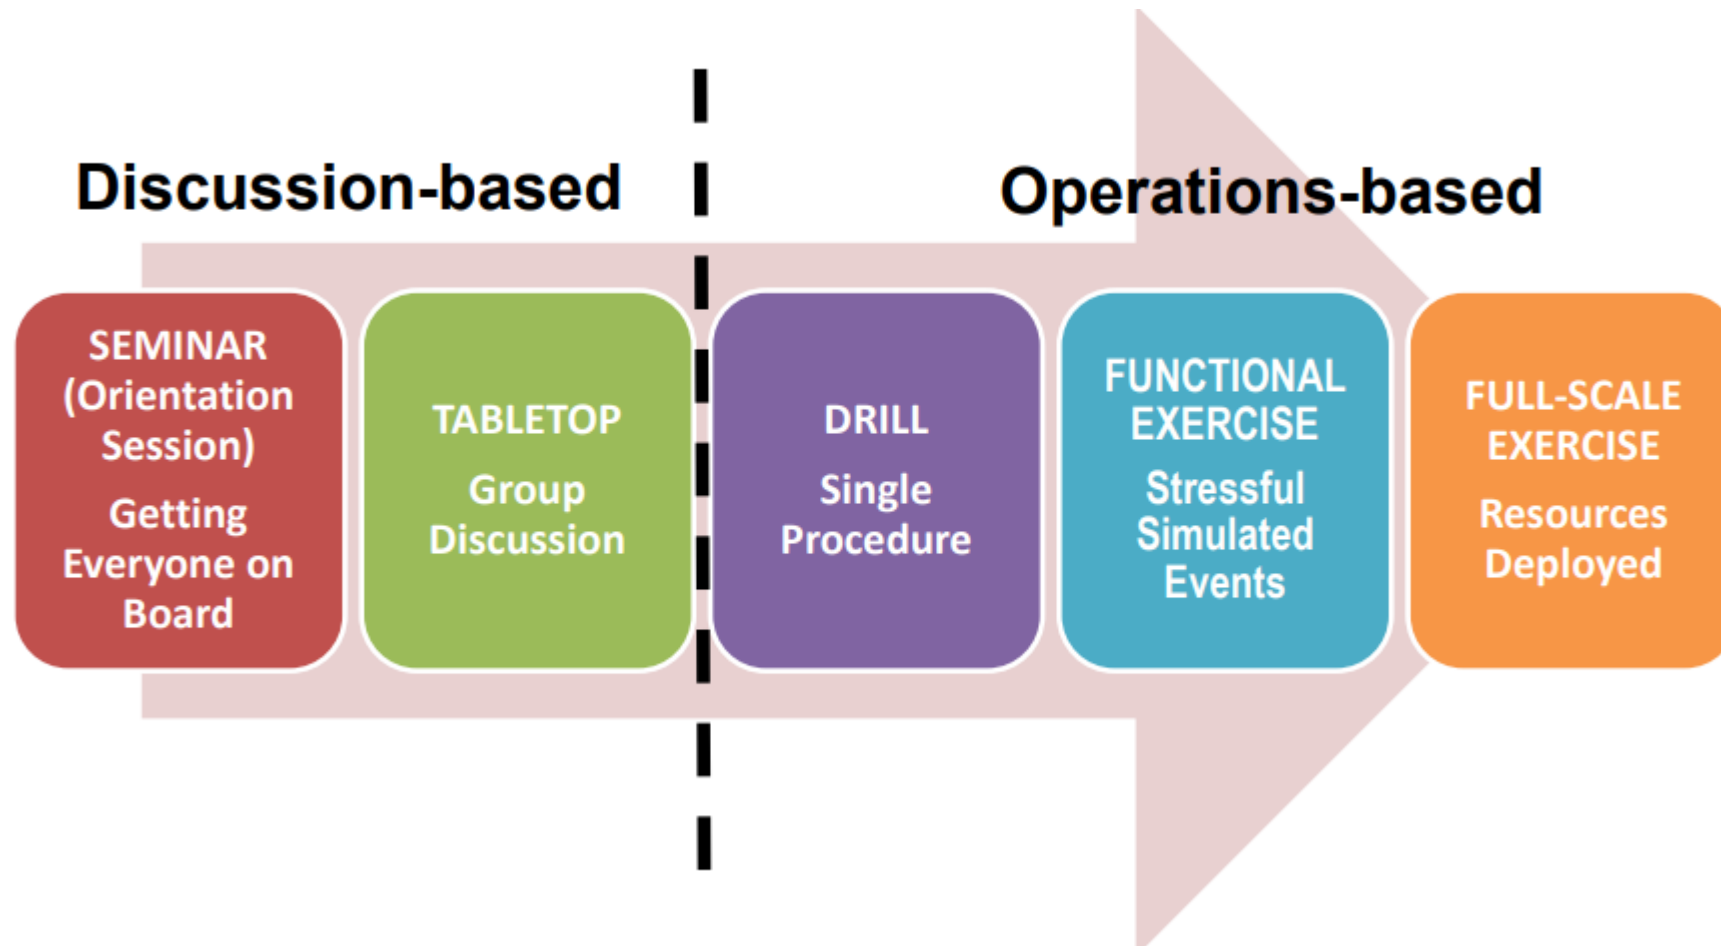 Discussion-based
Operations-based
SEMINAR
(Orientation
Session)
Getting
Everyone on
Board
TABLETOP
Group
Discussion
DRILL
Single
Procedure
FUNCTIONAL
EXERCISE
Stressful
Simulated
Events
FULL-SCALE
EXERCISE
Resources
Deployed